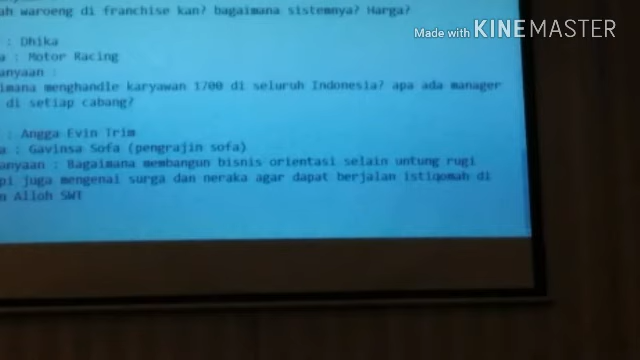 ah waroeng di franchise kan? bagaimana sistemnya? Harga?
Made with KINEMASTER
: Dhika
a : Motor Racing
anyaan :
imana menghandle karyawan 1700 di seluruh Indonesia? apa ada manager
di setiap cabang?
: Angga Evin Trim
a : Gavinsa Sofa (pengrajin sofa)
anyaan : Bagaimana membangun bisnis orientasi selain untung rugi
pi juga mengenai surga dan neraka agar dapat berjalan istiqomah di
n Alloh SWT